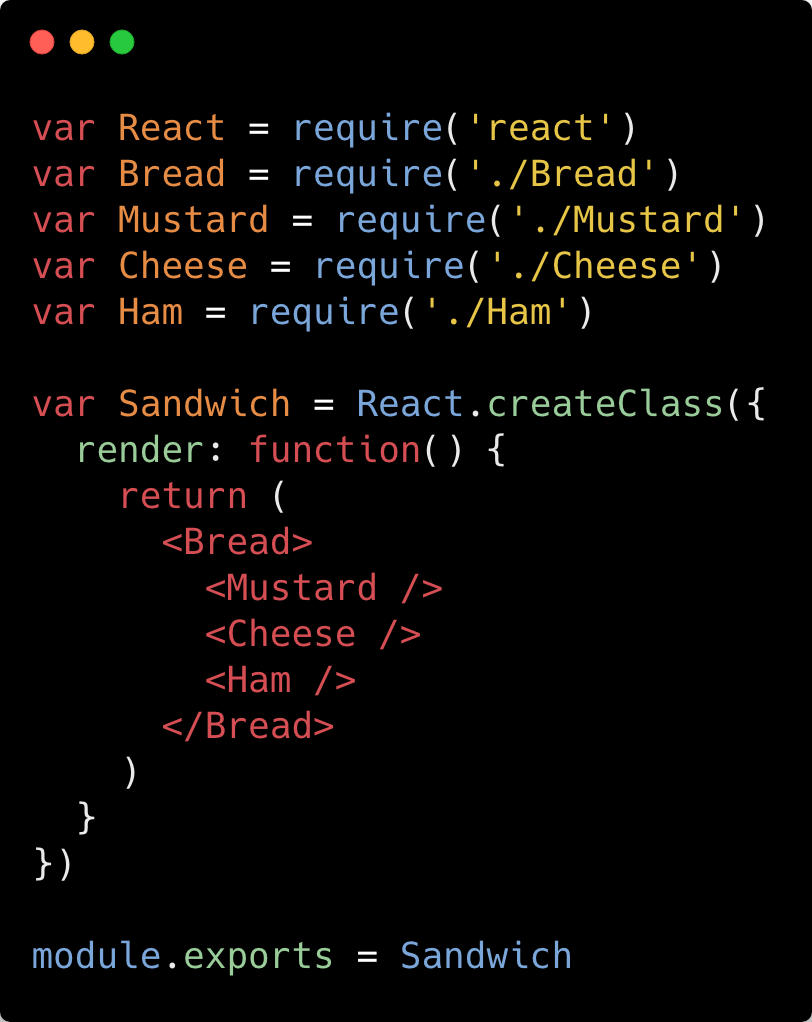 var React = require('react')
var Bread = require('./Bread')
var Mustard = require('./Mustard')
var Cheese = require('./Cheese')
var Ham = require('./Ham')

var Sandwich = React.createClass({
  render: function() {
    return (
      <Bread>
        <Mustard />
        <Cheese />
        <Ham />
      </Bread>
    )
  }
})

module.exports = Sandwich